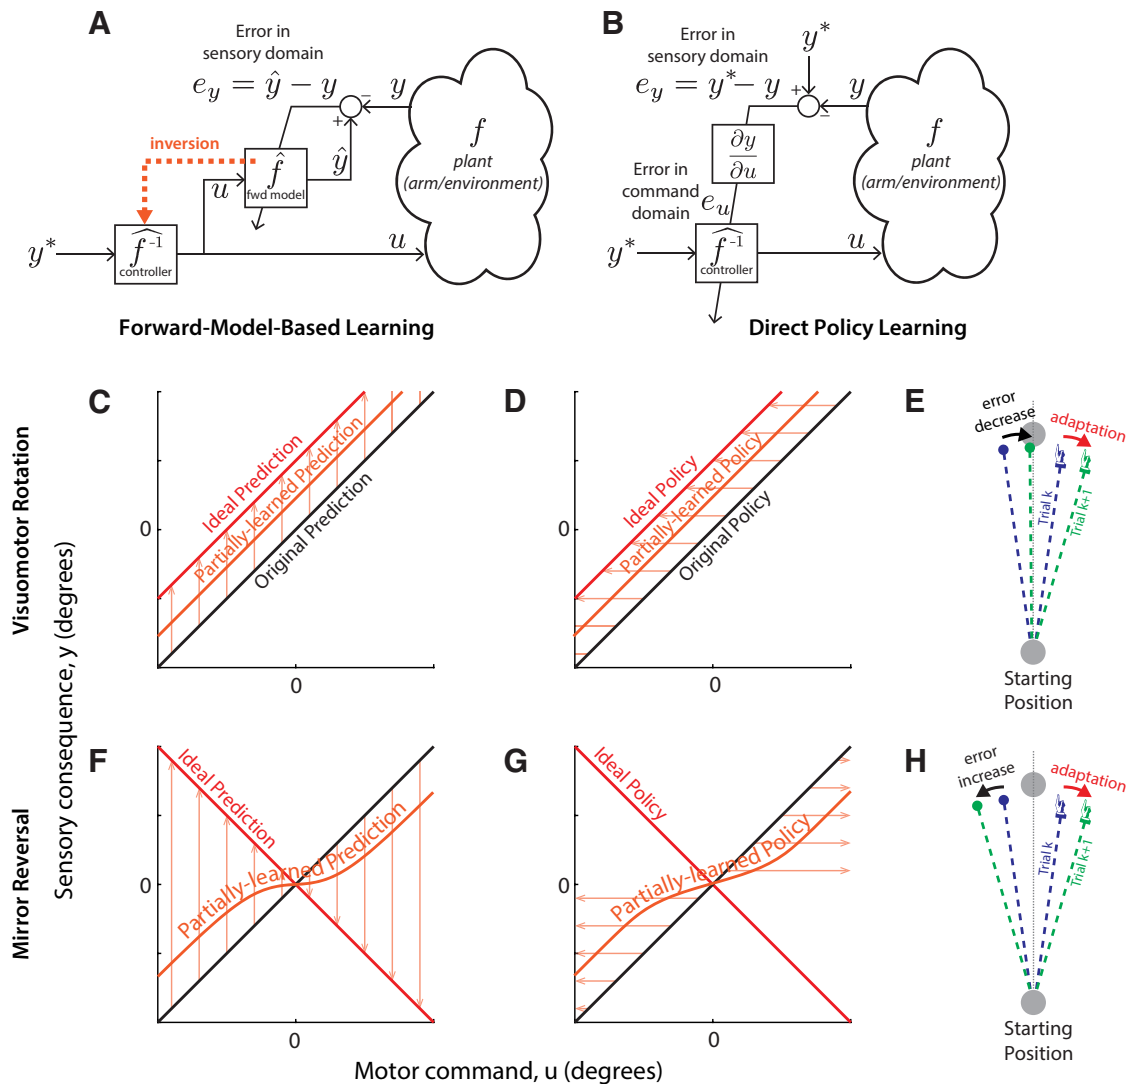 A
Error in
sensory domain
e_y = ŷ − y
y
−
+
f
plant
(arm/environment)
inversion
f̂
fwd model
ŷ
u
y*
f̂⁻¹
controller
u
Forward-Model-Based Learning
B
Error in
sensory domain
y*
e_y = y* − y
y
+
−
∂y
∂u
f
plant
(arm/environment)
Error in
command
domain
e_u
y*
f̂⁻¹
controller
u
Direct Policy Learning
Visuomotor Rotation
Mirror Reversal
Sensory consequence, y (degrees)
C
Ideal Prediction
Partially-learned Prediction
Original Prediction
0
0
D
Ideal Policy
Partially-learned Policy
Original Policy
0
E
error
decrease
adaptation
Trial k
Trial k+1
Starting
Position
F
Ideal Prediction
Partially-learned Prediction
0
0
G
Ideal Policy
Partially-learned Policy
0
H
error
increase
adaptation
Trial k
Trial k+1
Starting
Position
Motor command, u (degrees)